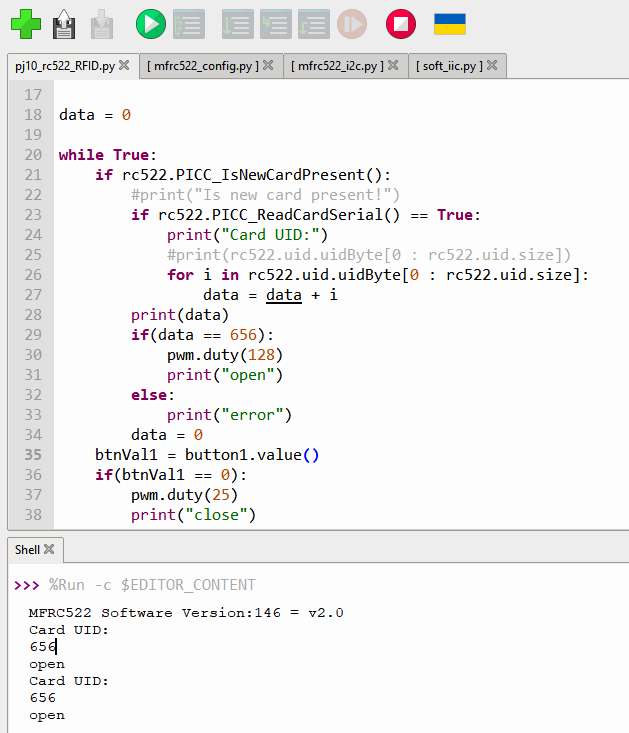 pj10_rc522_RFID.py [ mfrc522_config.py ] [ mfrc522_i2c.py ] [ soft_iic.py ]
17
18 data = 0
19
20 while True:
21     if rc522.PICC_IsNewCardPresent():
22         #print("Is new card present!")
23         if rc522.PICC_ReadCardSerial() == True:
24             print("Card UID:")
25             #print(rc522.uid.uidByte[0 : rc522.uid.size])
26             for i in rc522.uid.uidByte[0 : rc522.uid.size]:
27                 data = data + i
28         print(data)
29         if(data == 656):
30             pwm.duty(128)
31             print("open")
32         else:
33             print("error")
34         data = 0
35     btnVal1 = button1.value()
36     if(btnVal1 == 0):
37         pwm.duty(25)
38         print("close")
Shell
>>> %Run -c $EDITOR_CONTENT
MFRC522 Software Version:146 = v2.0
Card UID:
656
open
Card UID:
656
open